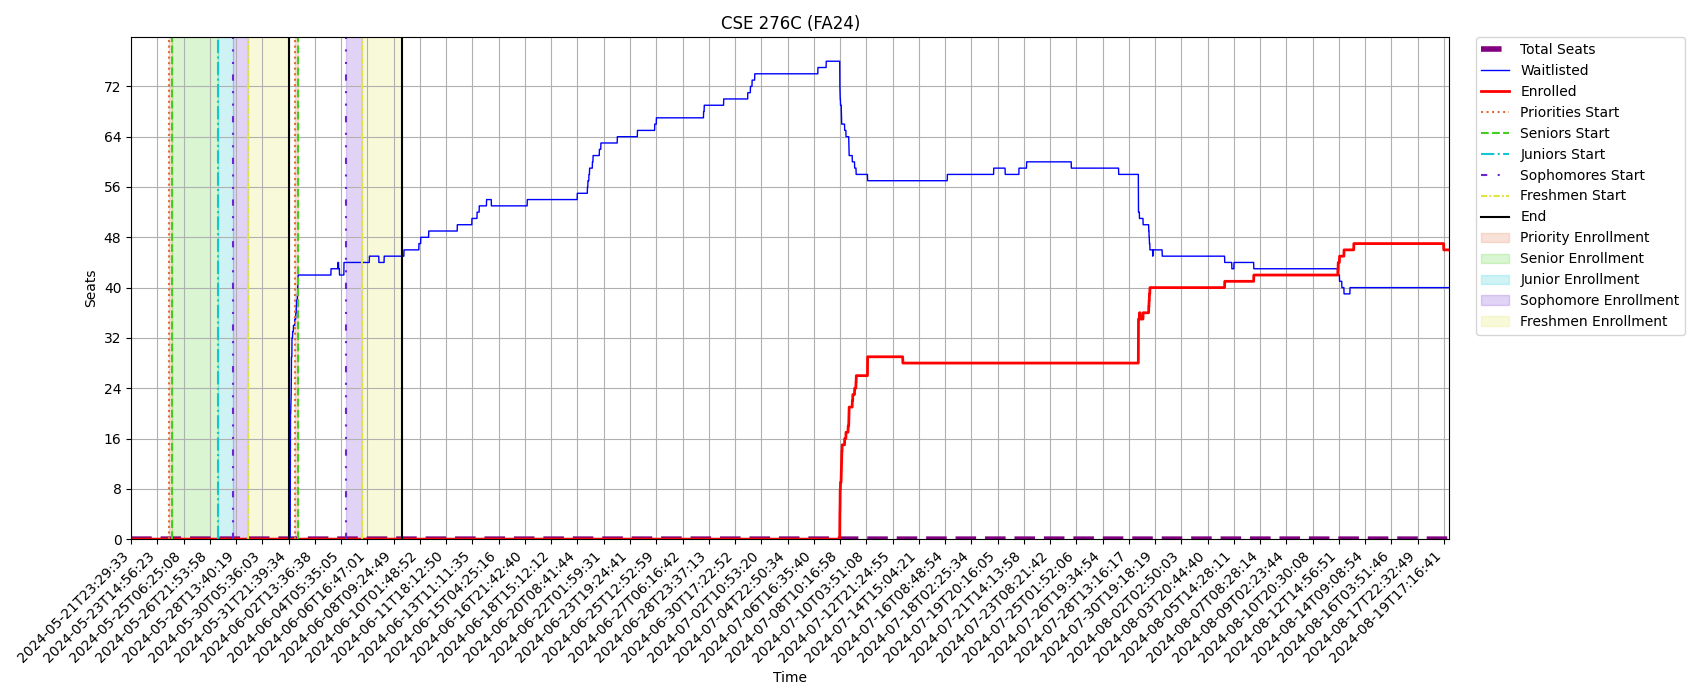 CSE 276C (FA24)
Seats
72
64
56
48
40
32
24
16
8
0
2024-05-21T23:29:33
2024-05-23T14:56:23
2024-05-25T06:25:08
2024-05-26T21:53:58
2024-05-28T13:40:19
2024-05-30T05:36:03
2024-05-31T21:39:34
2024-06-02T13:36:38
2024-06-04T05:35:05
2024-06-06T16:47:01
2024-06-08T09:24:49
2024-06-10T01:48:52
2024-06-11T18:12:50
2024-06-13T11:11:35
2024-06-15T04:25:16
2024-06-16T21:42:40
2024-06-18T15:12:12
2024-06-20T08:41:44
2024-06-22T01:59:31
2024-06-23T19:24:41
2024-06-25T12:52:59
2024-06-27T06:16:42
2024-06-28T23:37:13
2024-06-30T17:22:52
2024-07-02T10:53:20
2024-07-04T22:50:34
2024-07-06T16:35:40
2024-07-08T10:16:58
2024-07-10T03:51:08
2024-07-12T21:24:55
2024-07-14T15:04:21
2024-07-16T08:48:54
2024-07-18T02:25:34
2024-07-19T20:16:05
2024-07-21T14:13:58
2024-07-23T08:21:42
2024-07-25T01:52:06
2024-07-26T19:34:54
2024-07-28T13:16:17
2024-07-30T19:18:19
2024-08-02T02:50:03
2024-08-03T20:44:40
2024-08-05T14:28:11
2024-08-07T08:28:14
2024-08-09T02:23:44
2024-08-10T20:30:08
2024-08-12T14:56:51
2024-08-14T09:08:54
2024-08-16T03:51:46
2024-08-17T22:32:49
2024-08-19T17:16:41
Time
Total Seats
Waitlisted
Enrolled
Priorities Start
Seniors Start
Juniors Start
Sophomores Start
Freshmen Start
End
Priority Enrollment
Senior Enrollment
Junior Enrollment
Sophomore Enrollment
Freshmen Enrollment